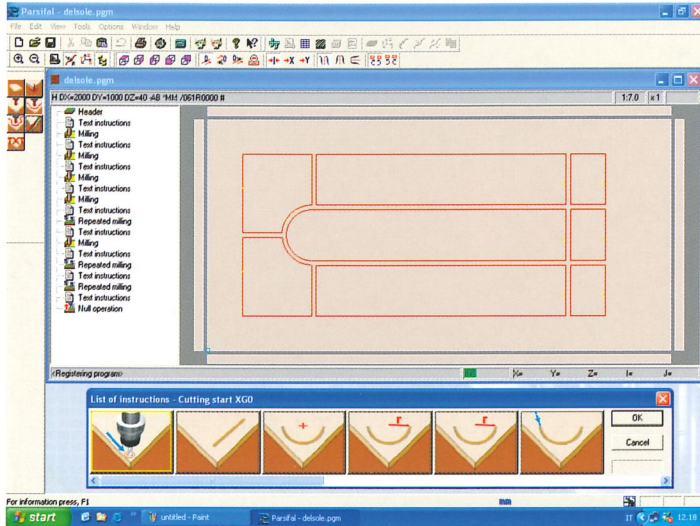 Parsifal - delsole.pgm
File Edit View Tools Options Window Help
delsole.pgm
H DX=2000 DY=1000 DZ=40 -AB *MM /061R0000 #
1:7.0 x 1
Header
Text instructions
Milling
Text instructions
Milling
Text instructions
Milling
Text instructions
Milling
Text instructions
Repeated milling
Text instructions
Milling
Text instructions
Repeated milling
Text instructions
Repeated milling
Text instructions
Null operation
TXT
<Registering program>
X= Y= Z= I= J=
List of instructions - Cutting start XG0
r
r
OK
Cancel
For information press, F1
mm
start
untitled - Paint
Parsifal - delsole.pgm
IT
12.18